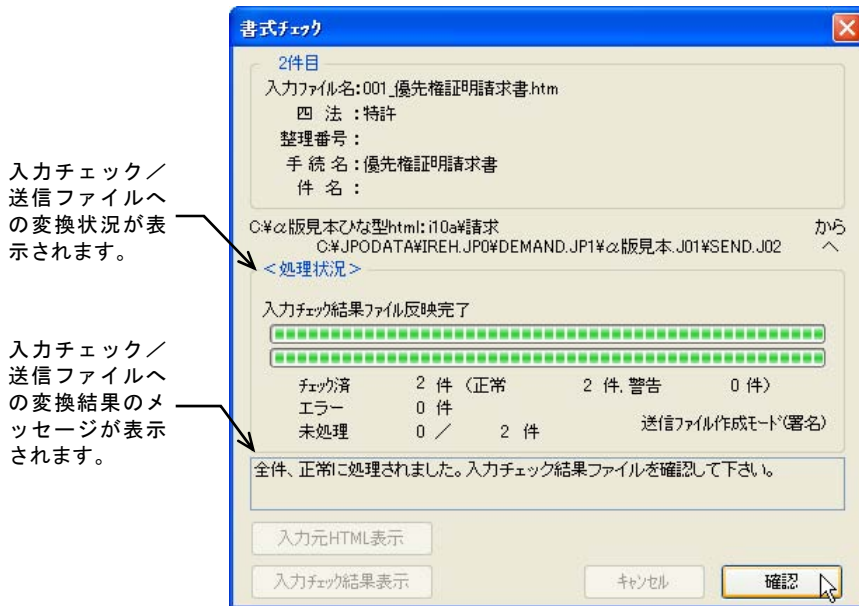 書式チェック
2件目
入力ファイル名:001_優先権証明請求書.htm
四 法 :特許
整理番号 :
手 続 名 :優先権証明請求書
件 名 :
入力チェック/
送信ファイルへ
の変換状況が表
示されます。
C:¥α版見本ひな型html:i10a¥請求 から
C:¥JPODATA¥IREH.JP0¥DEMAND.JP1¥α版見本.J01¥SEND.J02 へ
<処理状況>
入力チェック結果ファイル反映完了
チェック済 2 件 (正常 2 件, 警告 0 件)
エラー 0 件
未処理 0 / 2 件 送信ファイル作成モード(署名)
入力チェック/
送信ファイルへ
の変換結果のメ
ッセージが表示
されます。
全件、正常に処理されました。入力チェック結果ファイルを確認して下さい。
入力元HTML表示
入力チェック結果表示 キャンセル 確認